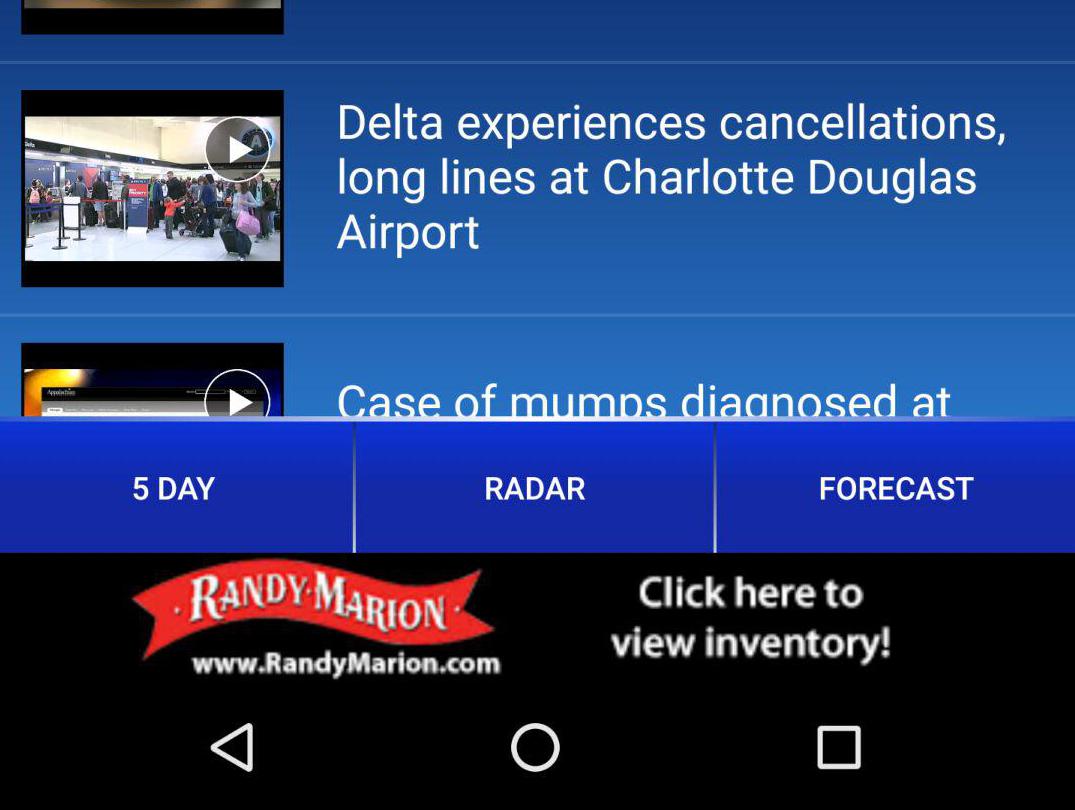 Delta experiences cancellations,
long lines at Charlotte Douglas
Airport
Appalachian
Case of mumps diagnosed at
5 DAY
RADAR
FORECAST
RANDY MARION
www.RandyMarion.com
Click here to
view inventory!